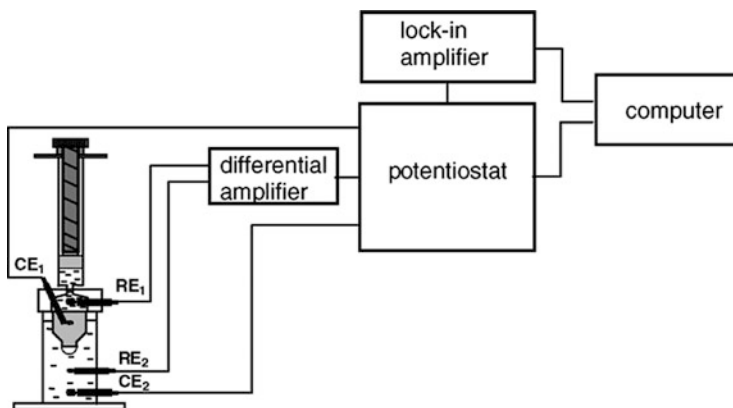 lock-in
amplifier
computer
differential
amplifier
potentiostat
CE₁
RE₁
RE₂
CE₂